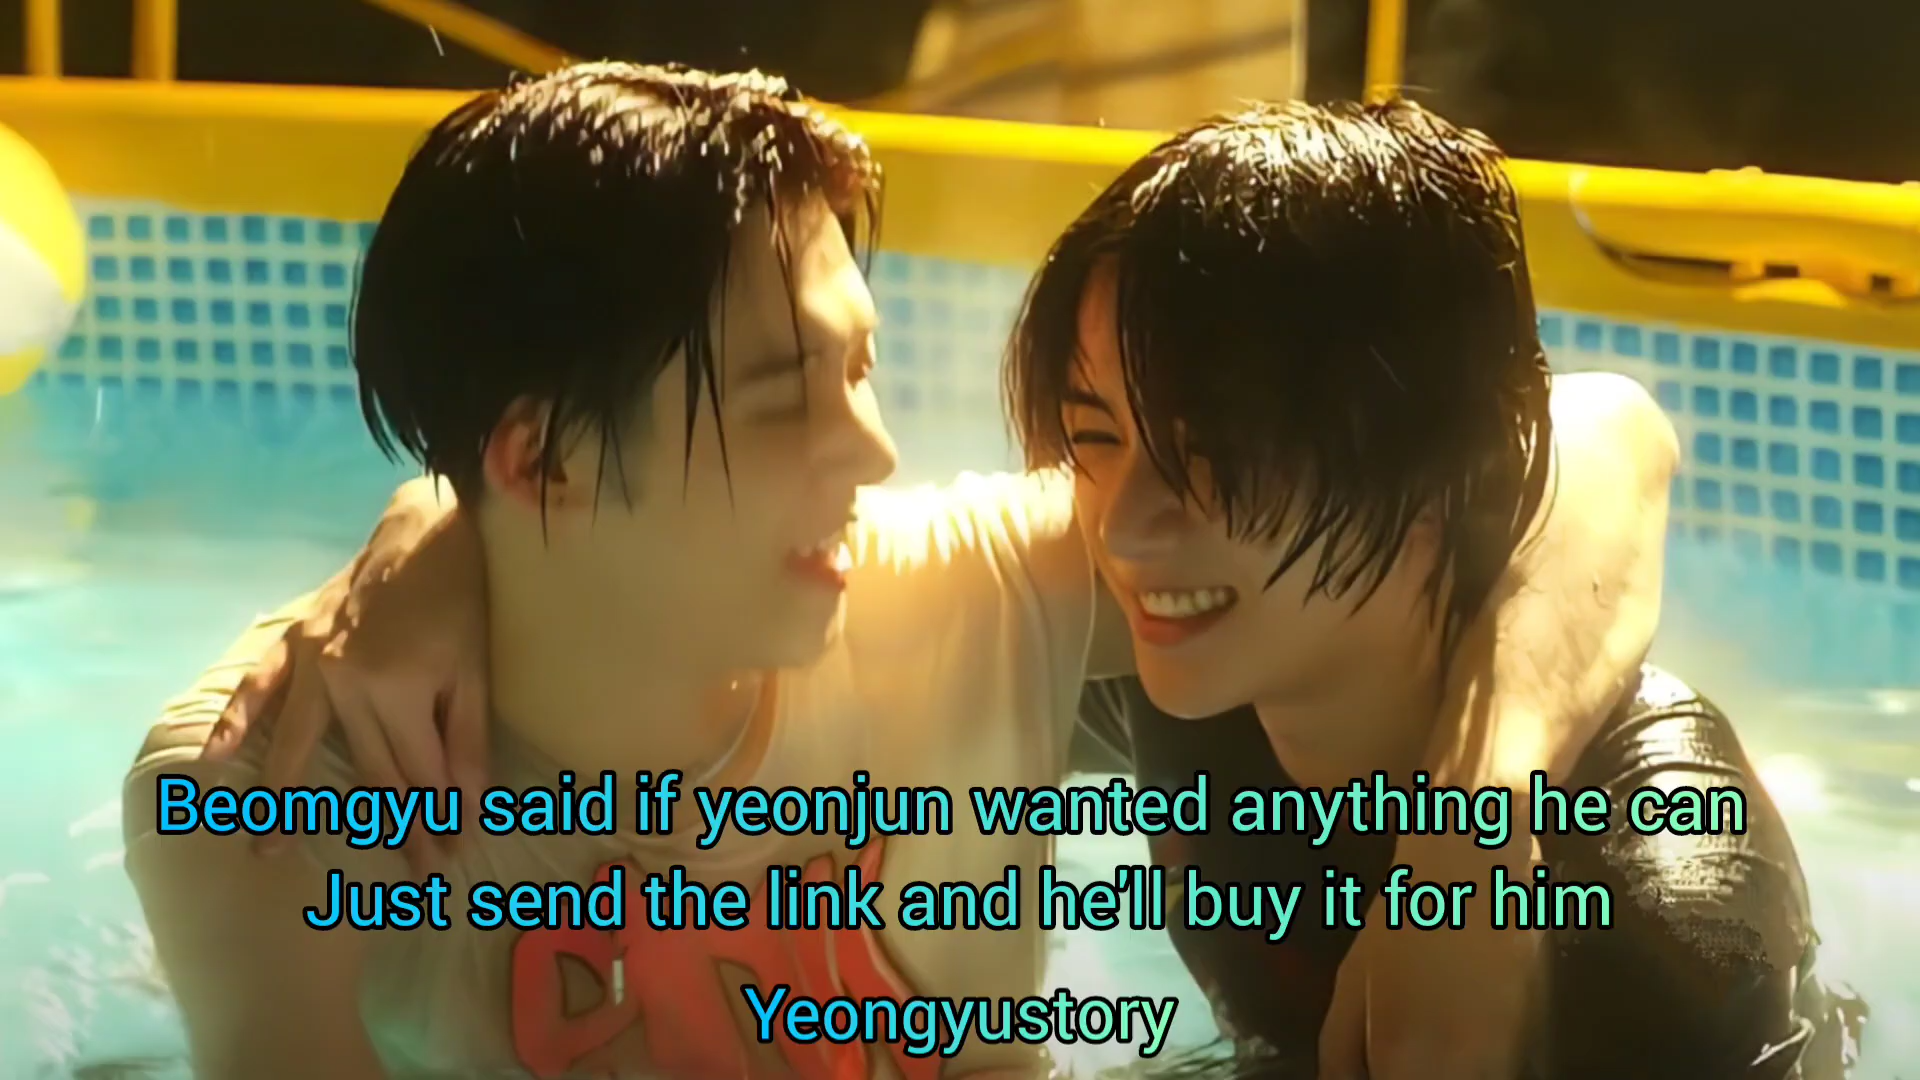 Beomgyu said if yeonjun wanted anything he can
Just send the link and he'll buy it for him
Yeongyustory